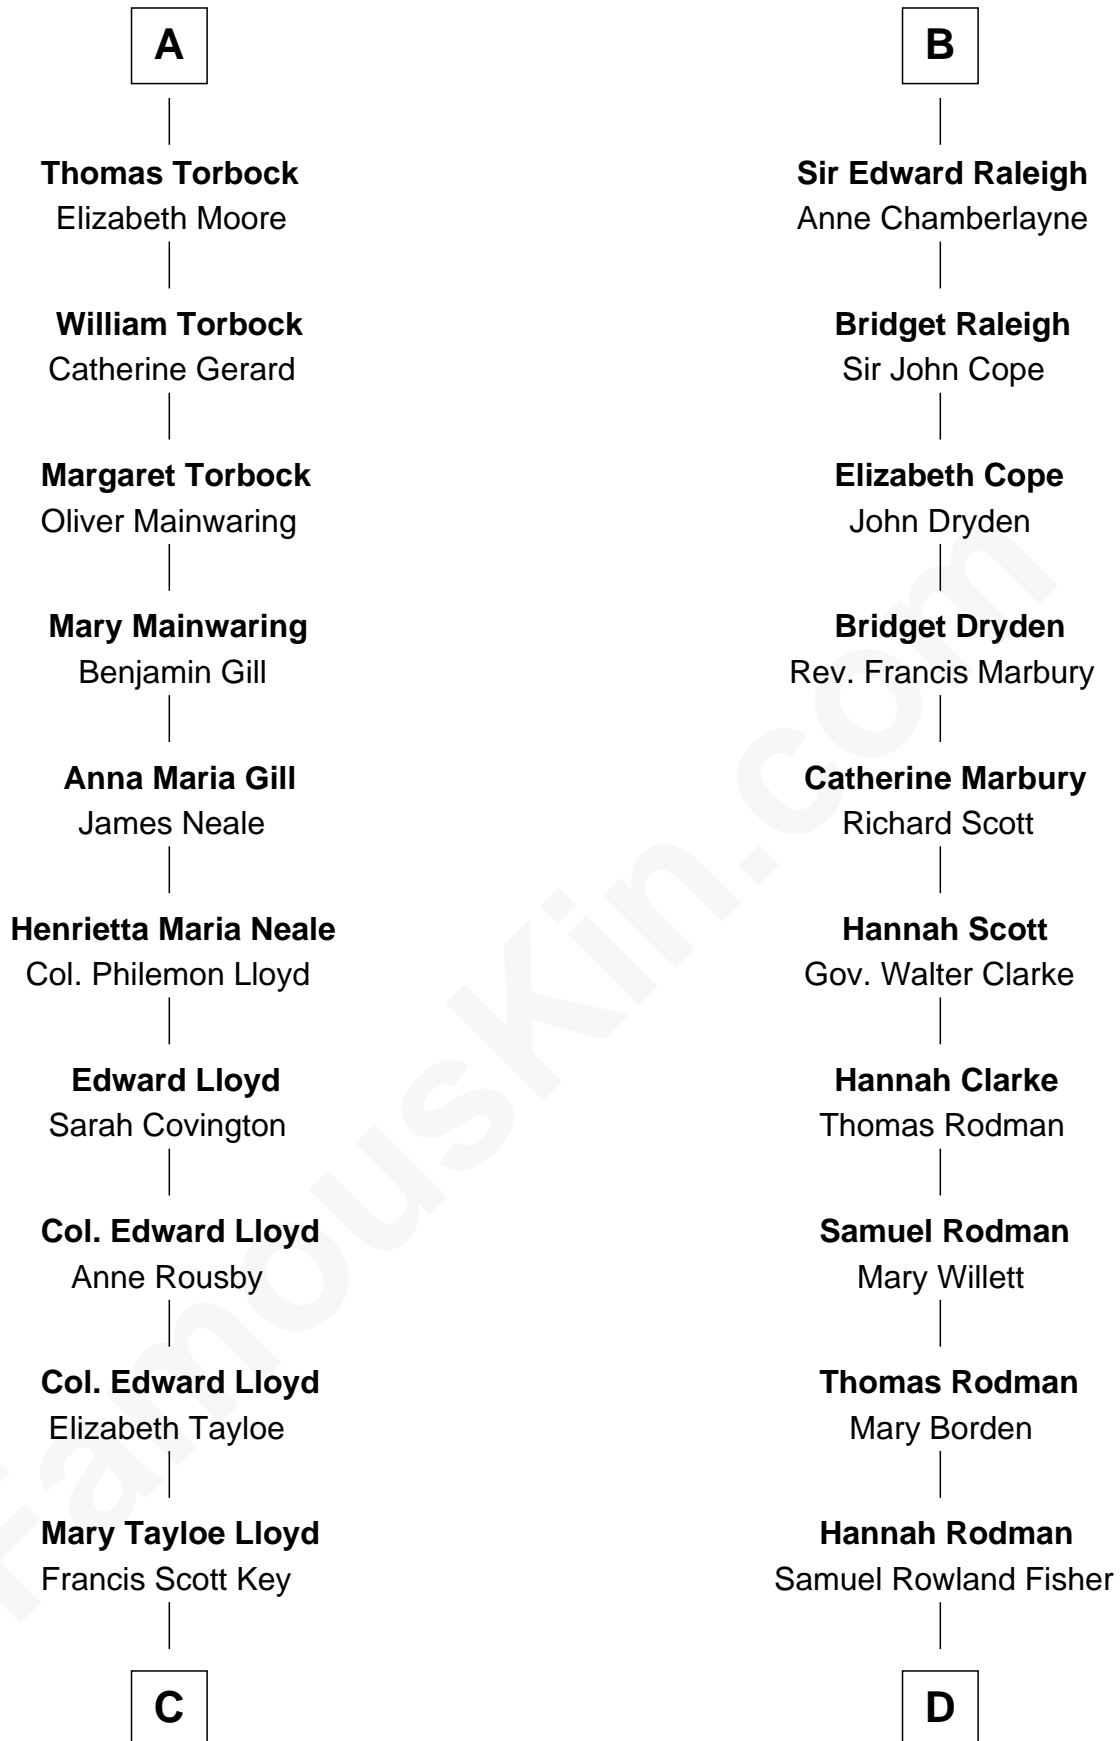 A
Thomas Torbock
Elizabeth Moore
William Torbock
Catherine Gerard
Margaret Torbock
Oliver Mainwaring
Mary Mainwaring
Benjamin Gill
Anna Maria Gill
James Neale
Henrietta Maria Neale
Col. Philemon Lloyd
Edward Lloyd
Sarah Covington
Col. Edward Lloyd
Anne Rousby
Col. Edward Lloyd
Elizabeth Tayloe
Mary Tayloe Lloyd
Francis Scott Key
C
B
Sir Edward Raleigh
Anne Chamberlayne
Bridget Raleigh
Sir John Cope
Elizabeth Cope
John Dryden
Bridget Dryden
Rev. Francis Marbury
Catherine Marbury
Richard Scott
Hannah Scott
Gov. Walter Clarke
Hannah Clarke
Thomas Rodman
Samuel Rodman
Mary Willett
Thomas Rodman
Mary Borden
Hannah Rodman
Samuel Rowland Fisher
D
FamousKin.com